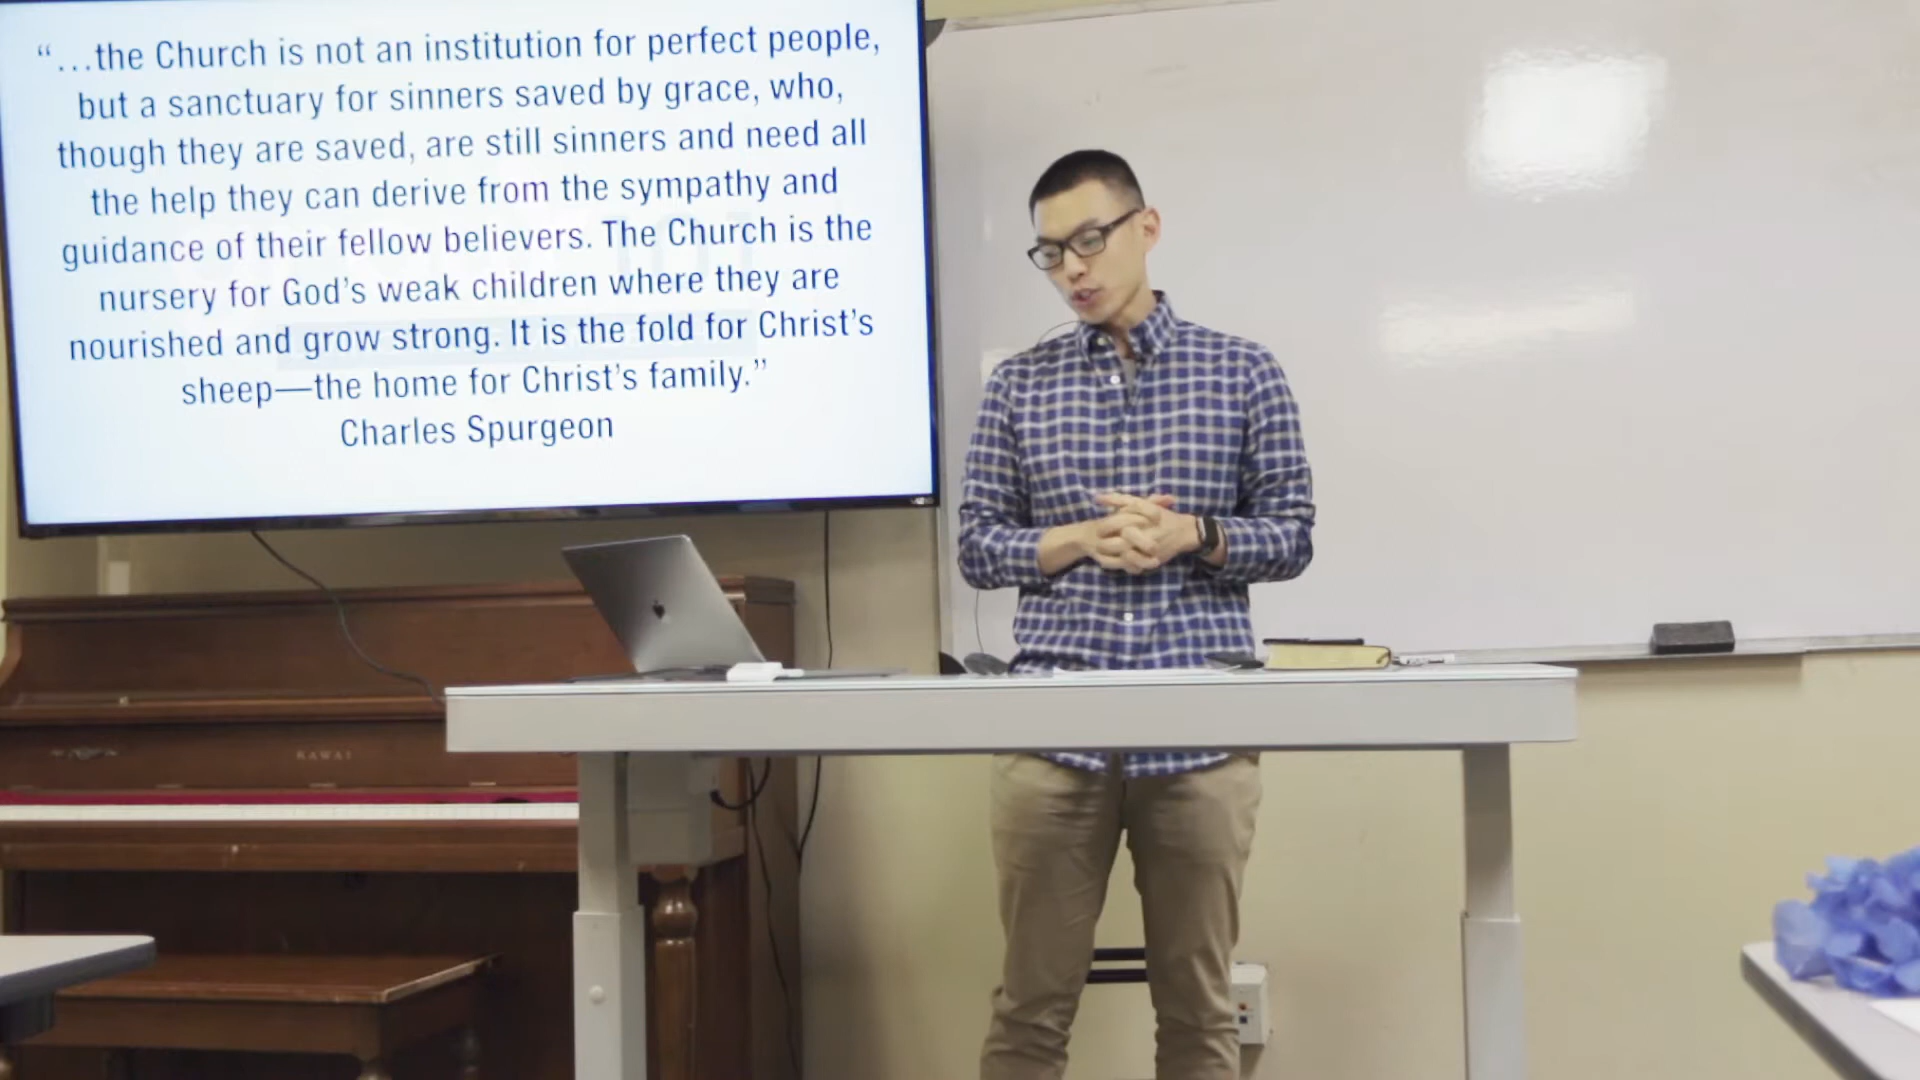 “…the Church is not an institution for perfect people,
but a sanctuary for sinners saved by grace, who,
though they are saved, are still sinners and need all
the help they can derive from the sympathy and
guidance of their fellow believers. The Church is the
nursery for God’s weak children where they are
nourished and grow strong. It is the fold for Christ’s
sheep—the home for Christ’s family.”
Charles Spurgeon
KAWAI